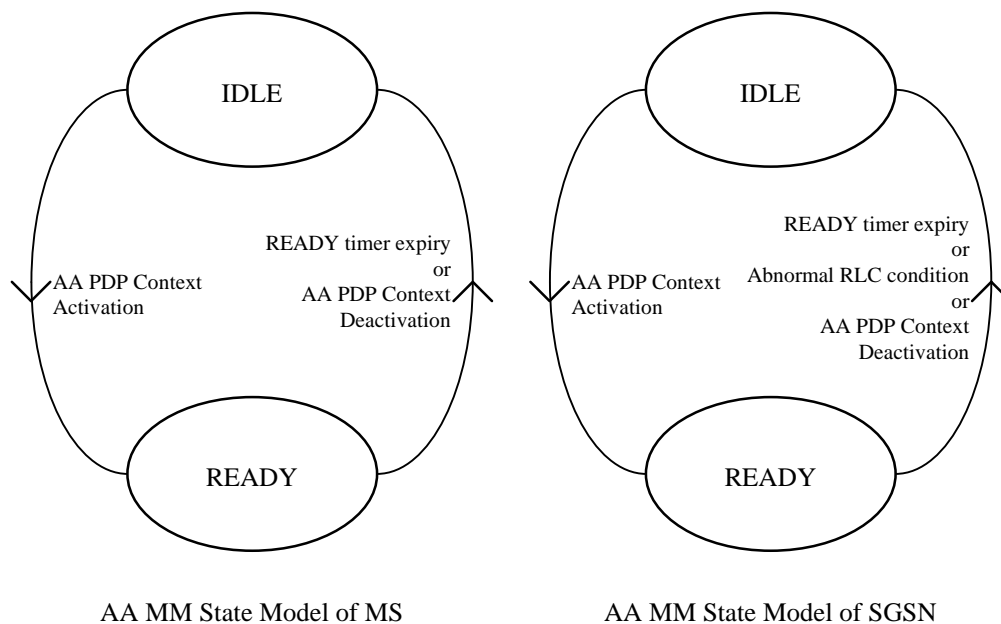 IDLE
AA PDP Context
Activation
READY timer expiry
or
AA PDP Context
Deactivation
READY
AA MM State Model of MS
IDLE
AA PDP Context
Activation
READY timer expiry
or
Abnormal RLC condition
or
AA PDP Context
Deactivation
READY
AA MM State Model of SGSN